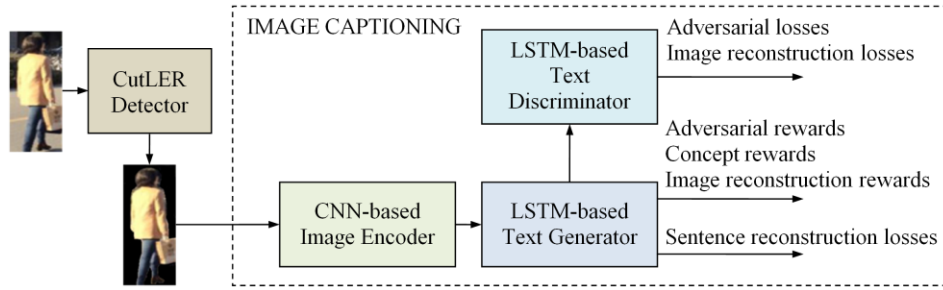 IMAGE CAPTIONING
CutLER
Detector
CNN-based
Image Encoder
LSTM-based
Text Generator
LSTM-based
Text
Discriminator
Adversarial losses
Image reconstruction losses
Adversarial rewards
Concept rewards
Image reconstruction rewards
Sentence reconstruction losses